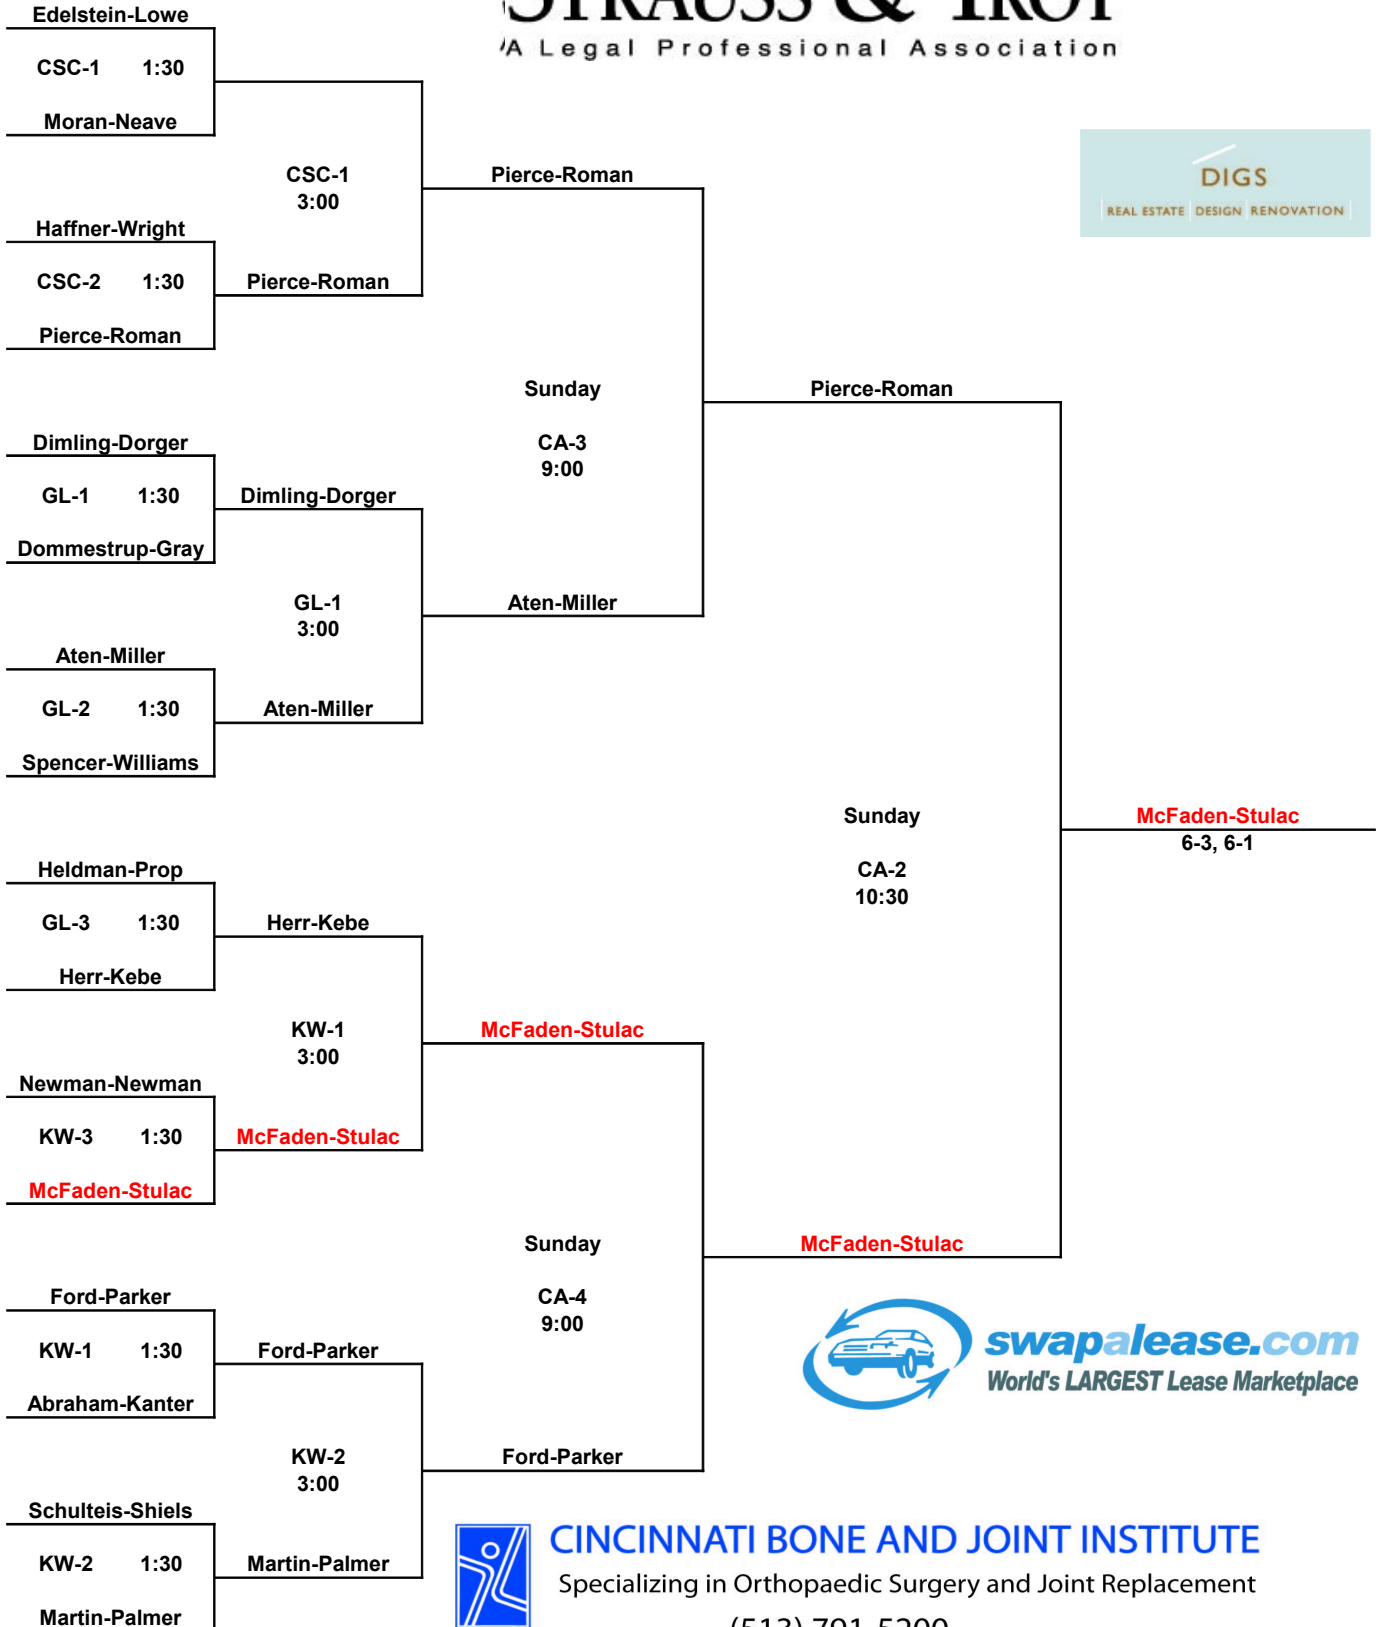 Edelstein-Lowe
STRAUSS & TROY
A Legal Professional Association
CSC-1 1:30
Moran-Neave
CSC-1
3:00
Pierce-Roman
DIGS
REAL ESTATE DESIGN RENOVATION
Haffner-Wright
CSC-2 1:30
Pierce-Roman
Pierce-Roman
Sunday
CA-3
9:00
Pierce-Roman
Dimling-Dorger
GL-1 1:30
Dimling-Dorger
Dommestrup-Gray
GL-1
3:00
Aten-Miller
Aten-Miller
GL-2 1:30
Aten-Miller
Spencer-Williams
Sunday
CA-2
10:30
McFaden-Stulac
6-3, 6-1
Heldman-Prop
GL-3 1:30
Herr-Kebe
Herr-Kebe
KW-1
3:00
McFaden-Stulac
Newman-Newman
KW-3 1:30
McFaden-Stulac
McFaden-Stulac
Sunday
CA-4
9:00
McFaden-Stulac
Ford-Parker
KW-1 1:30
Ford-Parker
Abraham-Kanter
swapalease.com
World's LARGEST Lease Marketplace
KW-2
3:00
Ford-Parker
Schulteis-Shiels
KW-2 1:30
Martin-Palmer
Martin-Palmer
CINCINNATI BONE AND JOINT INSTITUTE
Specializing in Orthopaedic Surgery and Joint Replacement
(513) 791-5200